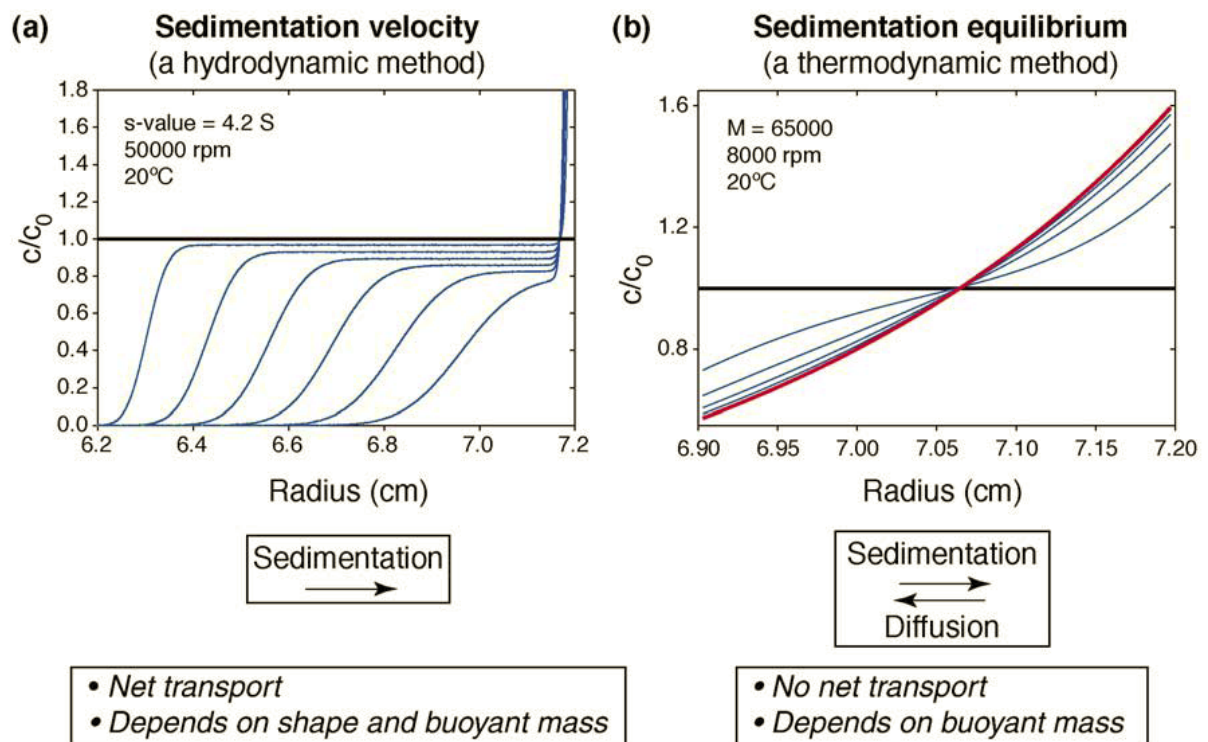 (a) Sedimentation velocity
(a hydrodynamic method)
1.8
1.6
1.4
1.2
1.0
0.8
0.6
0.4
0.2
0.0
c/c0
s-value = 4.2 S
50000 rpm
20ºC
6.2 6.4 6.6 6.8 7.0 7.2
Radius (cm)
Sedimentation
• Net transport
• Depends on shape and buoyant mass
(b) Sedimentation equilibrium
(a thermodynamic method)
1.6
1.2
0.8
c/c0
M = 65000
8000 rpm
20ºC
6.90 6.95 7.00 7.05 7.10 7.15 7.20
Radius (cm)
Sedimentation
Diffusion
• No net transport
• Depends on buoyant mass